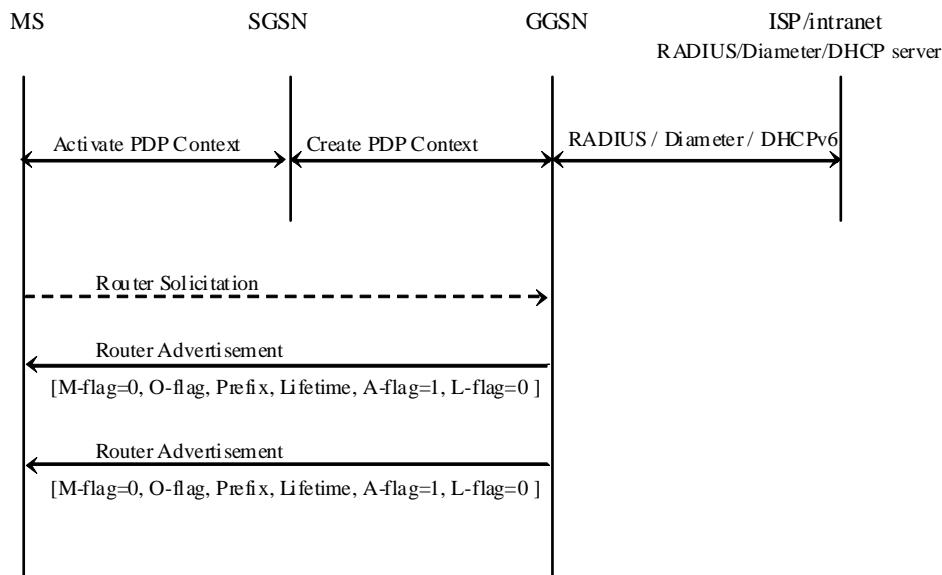 MS SGSN GGSN ISP/intranet
RADIUS/Diameter/DHCP server
Activate PDP Context Create PDP Context RADIUS / Diameter / DHCPv6
Router Solicitation
Router Advertisement
[M-flag=0, O-flag, Prefix, Lifetime, A-flag=1, L-flag=0 ]
Router Advertisement
[M-flag=0, O-flag, Prefix, Lifetime, A-flag=1, L-flag=0 ]